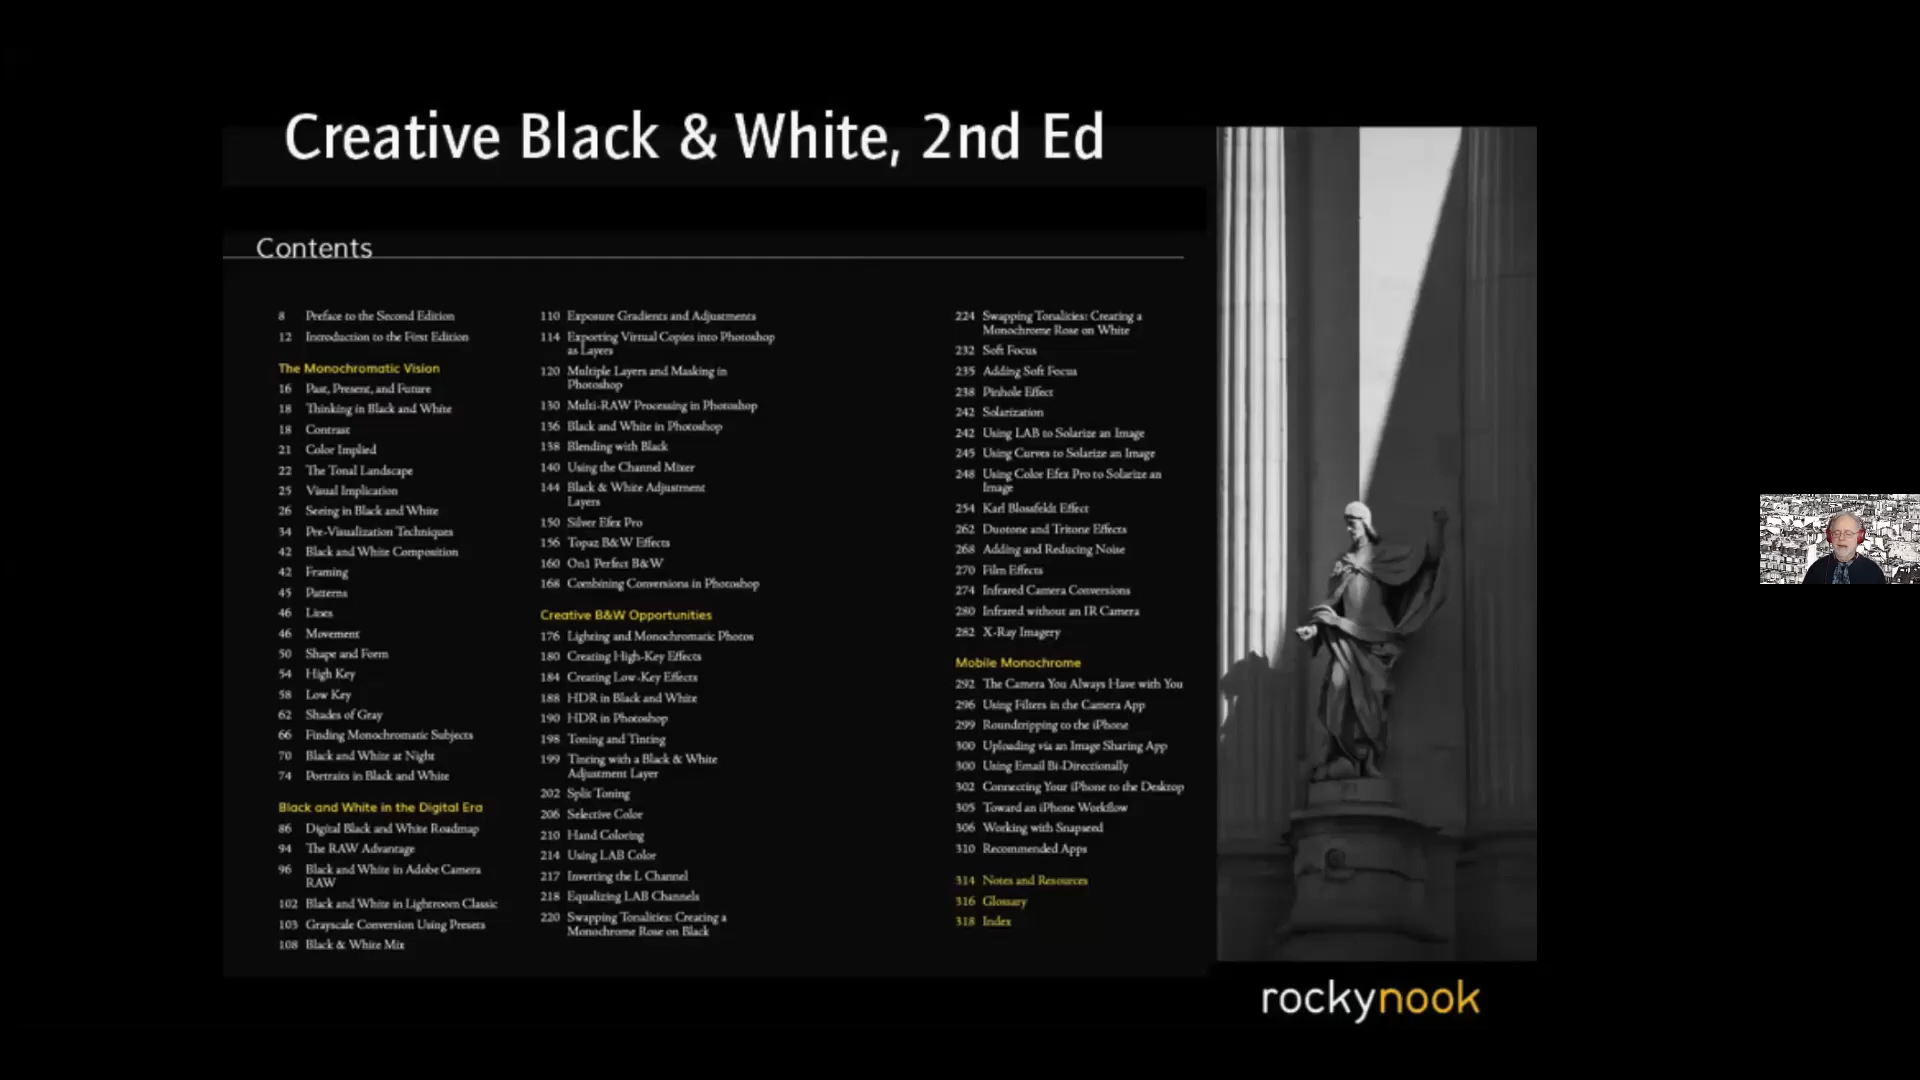 Creative Black & White, 2nd Ed
Contents
8 Preface to the Second Edition
12 Introduction to the First Edition
The Monochromatic Vision
16 Past, Present, and Future
18 Thinking in Black and White
18 Contrast
21 Color Implied
22 The Tonal Landscape
25 Visual Implication
26 Seeing in Black and White
34 Pre-Visualization Techniques
42 Black and White Composition
42 Framing
45 Patterns
46 Lines
46 Movement
50 Shape and Form
54 High Key
58 Low Key
62 Shades of Gray
66 Finding Monochromatic Subjects
70 Black and White at Night
74 Portraits in Black and White
Black and White in the Digital Era
86 Digital Black and White Roadmap
94 The RAW Advantage
96 Black and White in Adobe Camera
RAW
102 Black and White in Lightroom Classic
103 Grayscale Conversion Using Presets
108 Black & White Mix
110 Exposure Gradients and Adjustments
114 Exporting Virtual Copies into Photoshop
as Layers
120 Multiple Layers and Masking in
Photoshop
130 Multi-RAW Processing in Photoshop
136 Black and White in Photoshop
138 Blending with Black
140 Using the Channel Mixer
144 Black & White Adjustment
Layers
150 Silver Efex Pro
156 Topaz B&W Effects
160 On1 Perfect B&W
168 Combining Conversions in Photoshop
Creative B&W Opportunities
176 Lighting and Monochromatic Photos
180 Creating High-Key Effects
184 Creating Low-Key Effects
188 HDR in Black and White
190 HDR in Photoshop
198 Toning and Tinting
199 Tinting with a Black & White
Adjustment Layer
202 Split Toning
206 Selective Color
210 Hand Coloring
214 Using LAB Color
217 Inverting the L Channel
218 Equalizing LAB Channels
220 Swapping Tonalities: Creating a
Monochrome Rose on Black
224 Swapping Tonalities: Creating a
Monochrome Rose on White
232 Soft Focus
235 Adding Soft Focus
238 Pinhole Effect
242 Solarization
242 Using LAB to Solarize an Image
245 Using Curves to Solarize an Image
248 Using Color Efex Pro to Solarize an
Image
254 Karl Blossfeldt Effect
262 Duotone and Tritone Effects
268 Adding and Reducing Noise
270 Film Effects
274 Infrared Camera Conversions
280 Infrared without an IR Camera
282 X-Ray Imagery
Mobile Monochrome
292 The Camera You Always Have with You
296 Using Filters in the Camera App
299 Roundtripping to the iPhone
300 Uploading via an Image Sharing App
300 Using Email Bi-Directionally
302 Connecting Your iPhone to the Desktop
305 Toward an iPhone Workflow
306 Working with Snapseed
310 Recommended Apps
314 Notes and Resources
316 Glossary
318 Index
rockynook